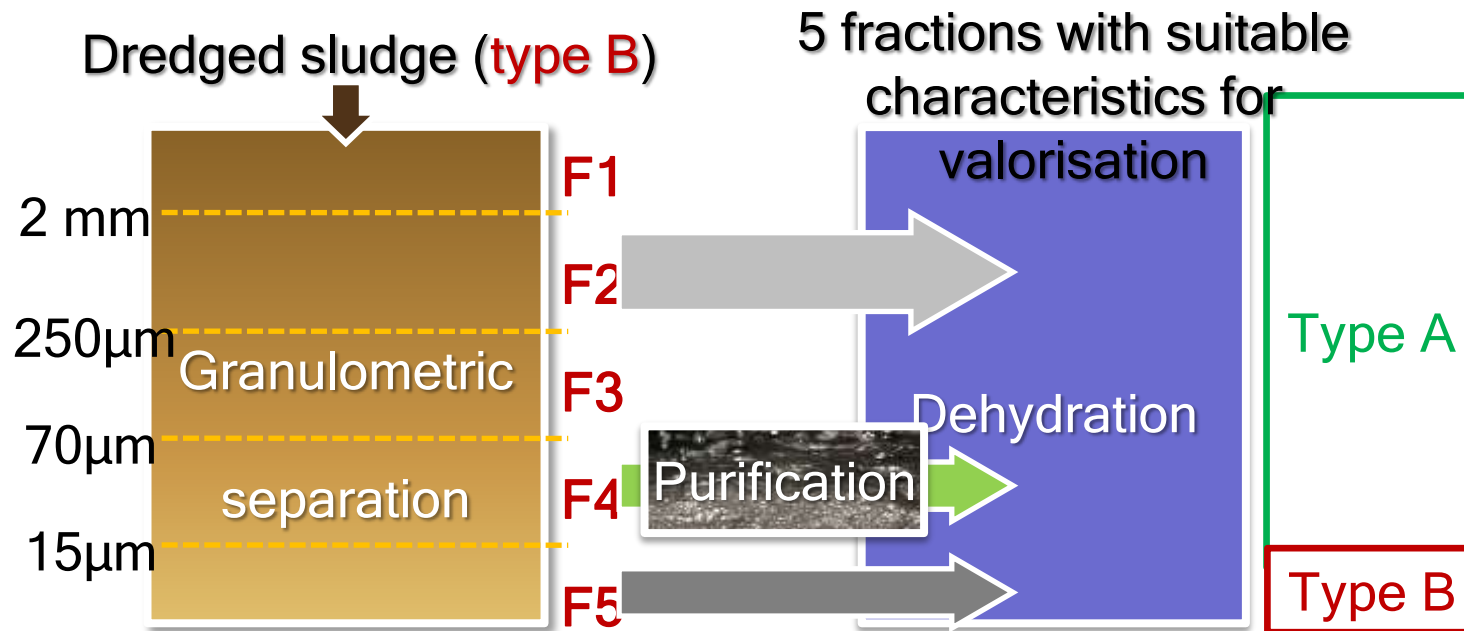 Dredged sludge (type B)
5 fractions with suitable
characteristics for
valorisation
F1
2 mm
F2
250µm
Granulometric
F3
Type A
Dehydration
70µm
Purification
separation
F4
15µm
F5
Type B